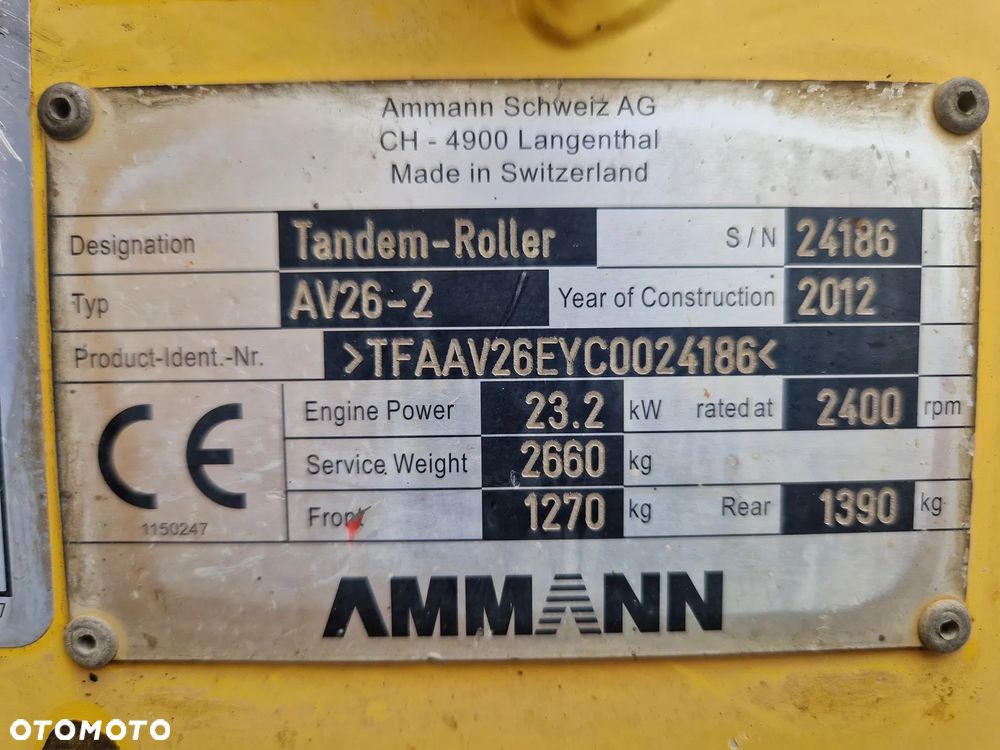 Ammann Schweiz AG
CH - 4900 Langenthal
Made in Switzerland
Designation Tandem-Roller S / N 24186
Typ AV26-2 Year of Construction 2012
Product-Ident.-Nr. >TFAAV26EYC0024186<
Engine Power 23.2 kW rated at 2400 rpm
Service Weight 2660 kg
Front 1270 kg Rear 1390 kg
CE
1150247
AMMANN
7
OTOMOTO